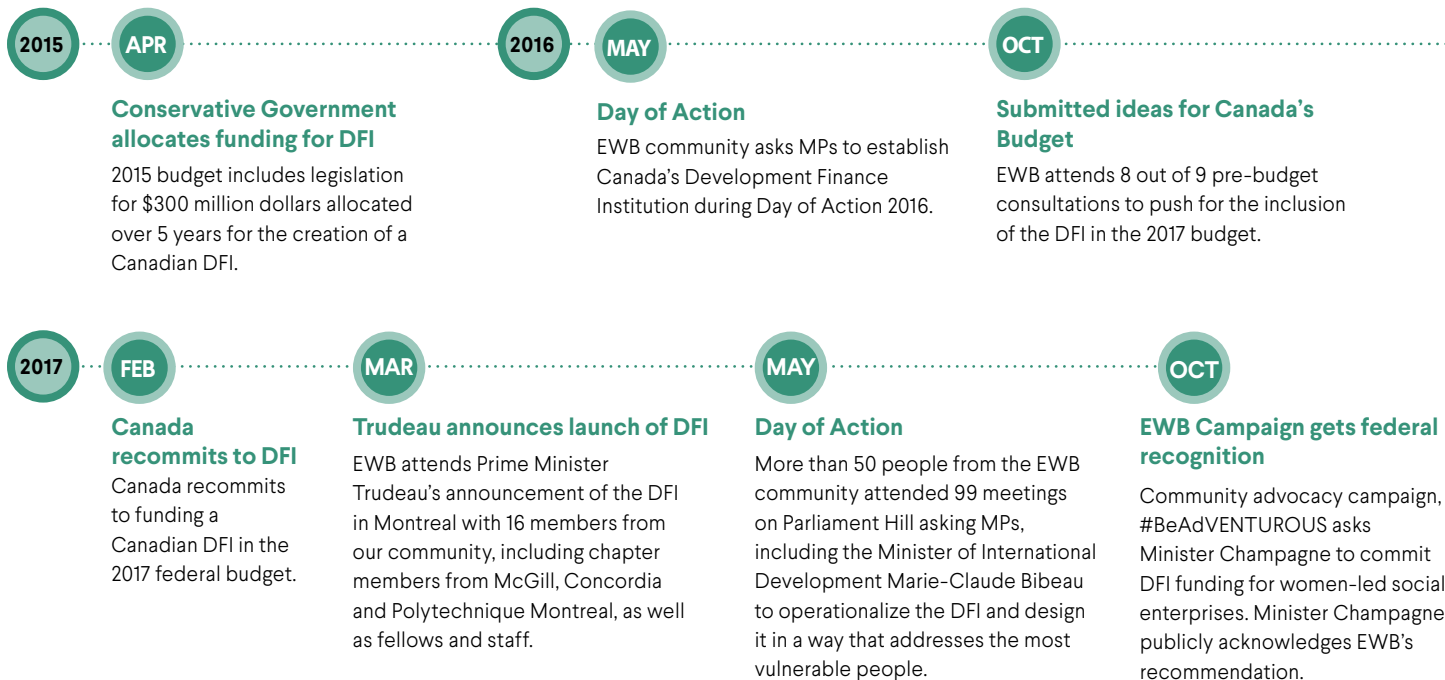 2015
APR
Conservative Government
allocates funding for DFI
2015 budget includes legislation
for $300 million dollars allocated
over 5 years for the creation of a
Canadian DFI.
2016
MAY
Day of Action
EWB community asks MPs to establish
Canada’s Development Finance
Institution during Day of Action 2016.
OCT
Submitted ideas for Canada’s
Budget
EWB attends 8 out of 9 pre-budget
consultations to push for the inclusion
of the DFI in the 2017 budget.
2017
FEB
Canada
recommits to DFI
Canada recommits
to funding a
Canadian DFI in the
2017 federal budget.
MAR
Trudeau announces launch of DFI
EWB attends Prime Minister
Trudeau’s announcement of the DFI
in Montreal with 16 members from
our community, including chapter
members from McGill, Concordia
and Polytechnique Montreal, as well
as fellows and staff.
MAY
Day of Action
More than 50 people from the EWB
community attended 99 meetings
on Parliament Hill asking MPs,
including the Minister of International
Development Marie-Claude Bibeau
to operationalize the DFI and design
it in a way that addresses the most
vulnerable people.
OCT
EWB Campaign gets federal
recognition
Community advocacy campaign,
#BeAdVENTUROUS asks
Minister Champagne to commit
DFI funding for women-led social
enterprises. Minister Champagne
publicly acknowledges EWB’s
recommendation.